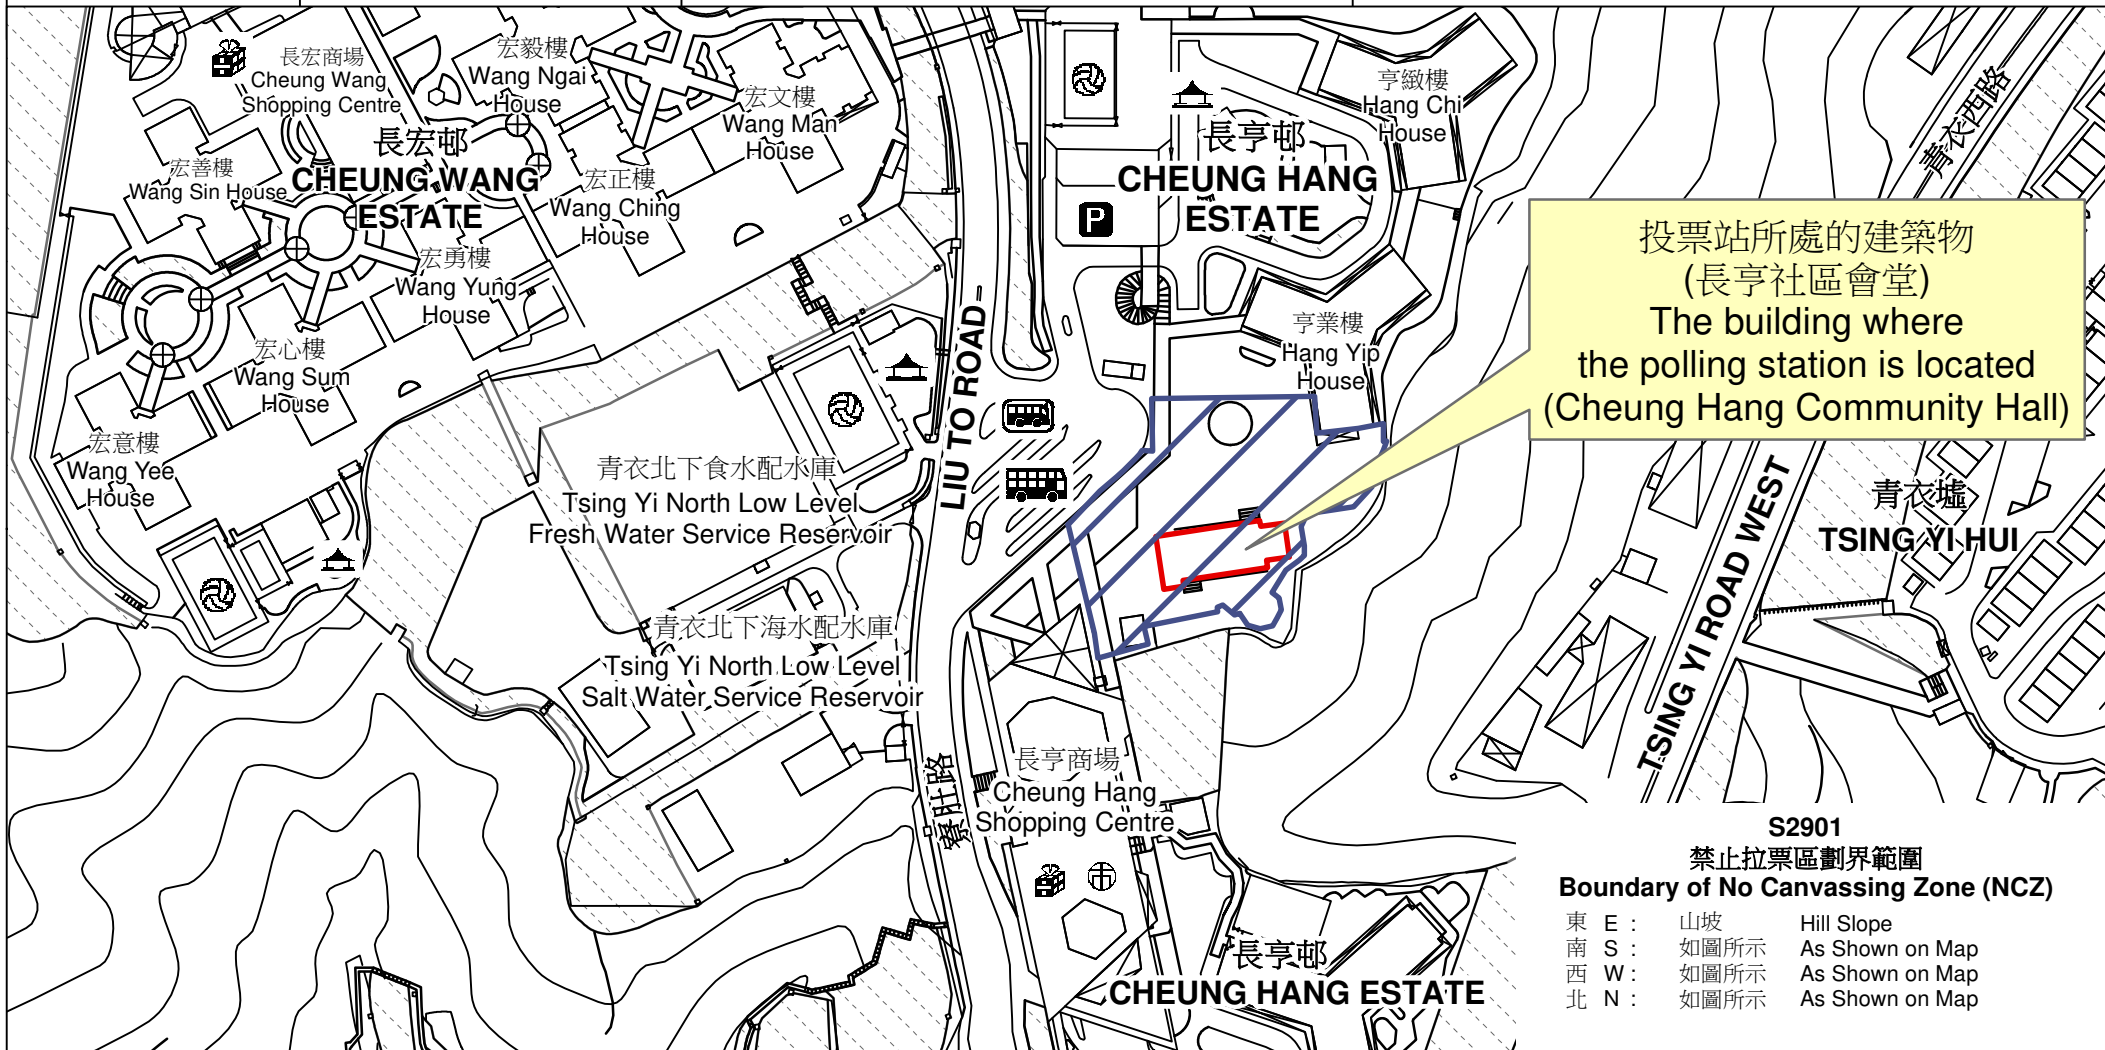 長宏商場
Cheung Wang
Shopping Centre
宏毅樓
Wang Ngai
House
宏文樓
Wang Man
House
長宏邨
CHEUNG WANG
ESTATE
宏善樓
Wang Sin House
宏正樓
Wang Ching
House
宏勇樓
Wang Yung
House
宏心樓
Wang Sum
House
宏意樓
Wang Yee
House
青衣北下食水配水庫
Tsing Yi North Low Level
Fresh Water Service Reservoir
青衣北下海水配水庫
Tsing Yi North Low Level
Salt Water Service Reservoir
LIU TO ROAD
寮肚路
長亨邨
CHEUNG HANG
ESTATE
P
亨緻樓
Hang Chi
House
亨業樓
Hang Yip
House
青衣西路
投票站所處的建築物
(長亨社區會堂)
The building where
the polling station is located
(Cheung Hang Community Hall)
TSING YI ROAD WEST
青衣墟
TSING YI HUI
長亨商場
Cheung Hang
Shopping Centre
長亨邨
CHEUNG HANG ESTATE
S2901
禁止拉票區劃界範圍
Boundary of No Canvassing Zone (NCZ)
東 E : 山坡 Hill Slope
南 S : 如圖所示 As Shown on Map
西 W : 如圖所示 As Shown on Map
北 N : 如圖所示 As Shown on Map